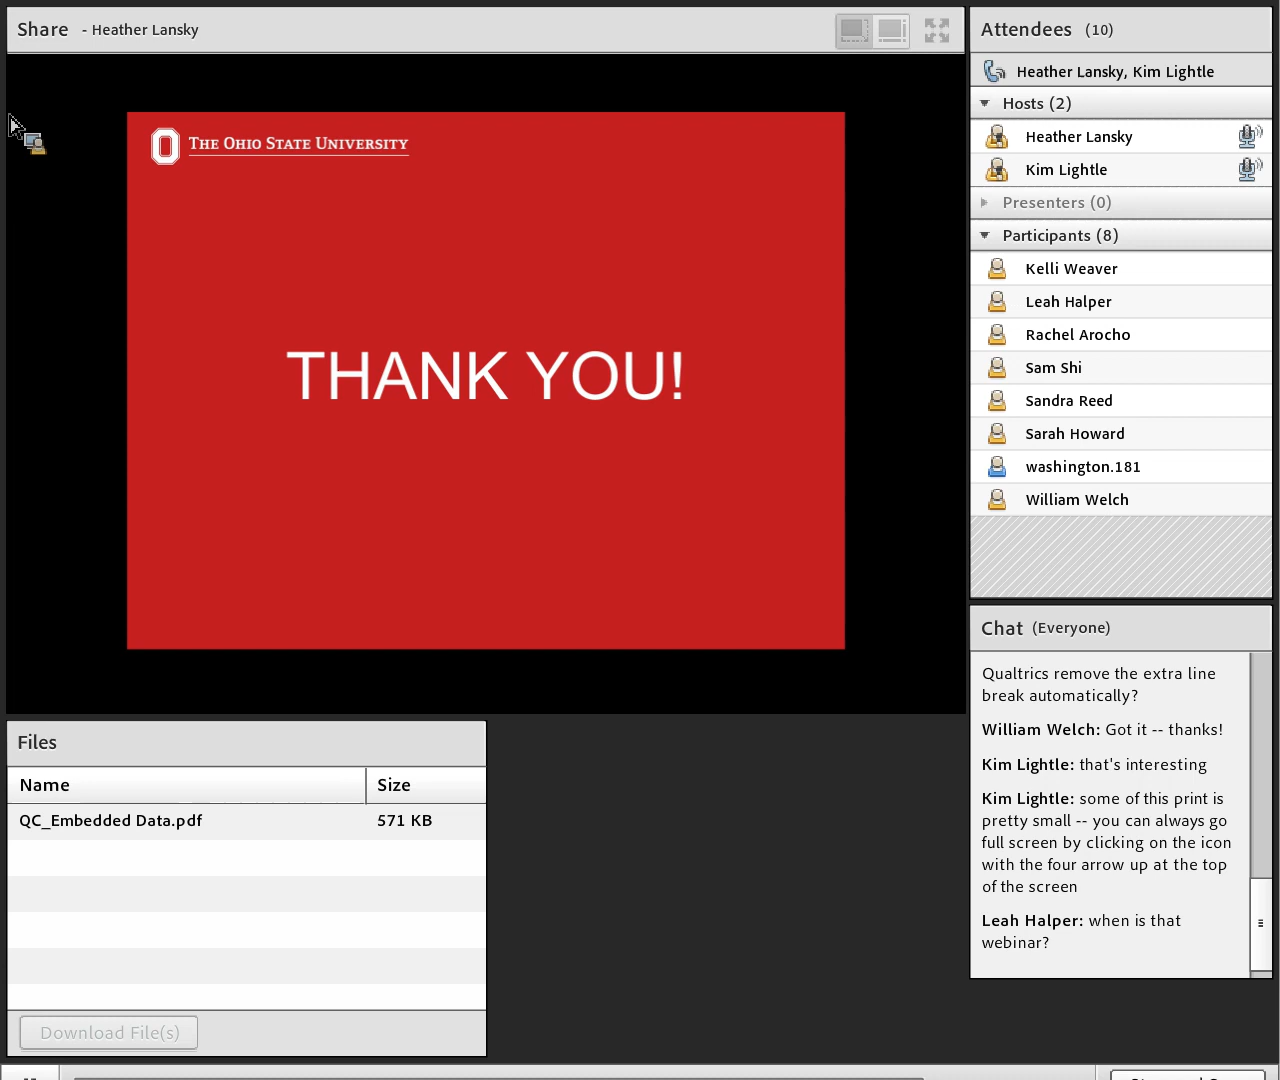 Share - Heather Lansky
THE OHIO STATE UNIVERSITY
THANK YOU!
Attendees (10)
Heather Lansky, Kim Lightle
Hosts (2)
Heather Lansky
Kim Lightle
Presenters (0)
Participants (8)
Kelli Weaver
Leah Halper
Rachel Arocho
Sam Shi
Sandra Reed
Sarah Howard
washington.181
William Welch
Chat (Everyone)
Qualtrics remove the extra line
break automatically?
William Welch: Got it -- thanks!
Kim Lightle: that's interesting
Kim Lightle: some of this print is
pretty small -- you can always go
full screen by clicking on the icon
with the four arrow up at the top
of the screen
Leah Halper: when is that
webinar?
Files
Name Size
QC_Embedded Data.pdf 571 KB
Download File(s)